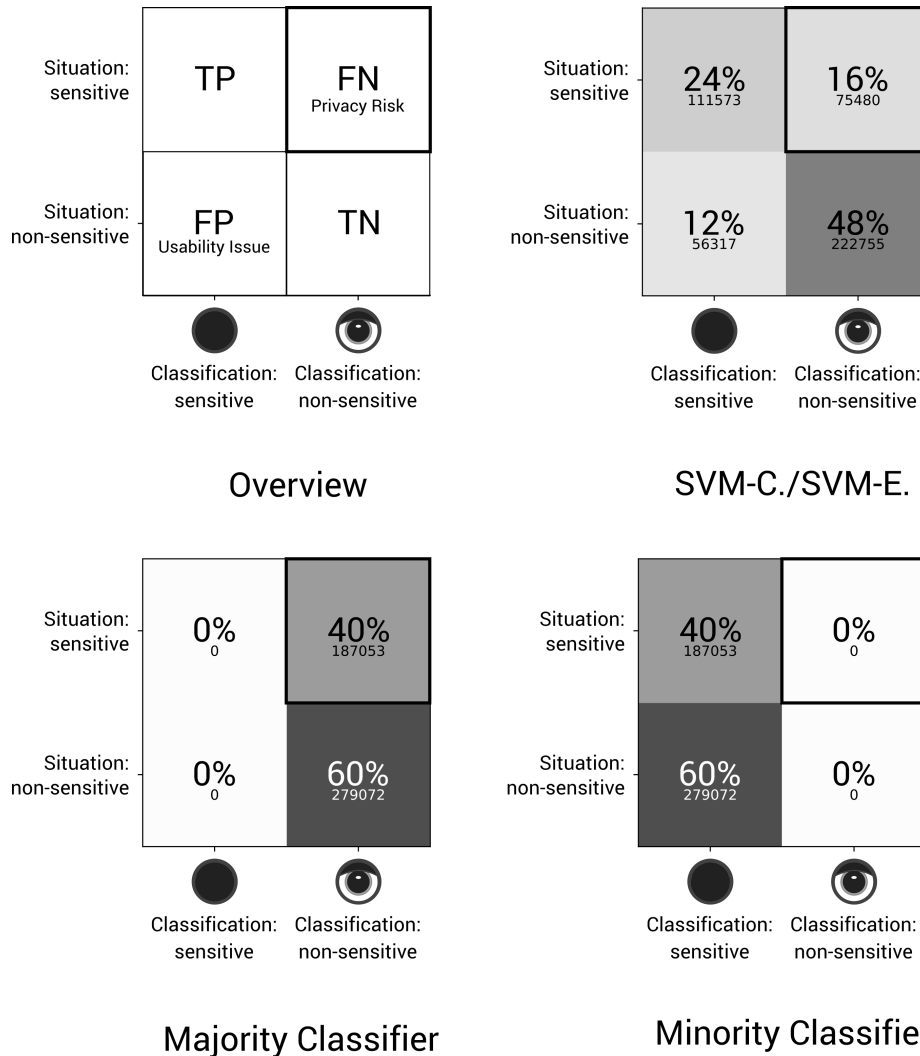 Situation:
sensitive
TP
FN
Privacy Risk
Situation:
non-sensitive
FP
Usability Issue
TN
Classification:
sensitive
Classification:
non-sensitive
Overview
Situation:
sensitive
24%
111573
16%
75480
Situation:
non-sensitive
12%
56317
48%
222755
Classification:
sensitive
Classification:
non-sensitive
SVM-C./SVM-E.
Situation:
sensitive
0%
0
40%
187053
Situation:
non-sensitive
0%
0
60%
279072
Classification:
sensitive
Classification:
non-sensitive
Majority Classifier
Situation:
sensitive
40%
187053
0%
0
Situation:
non-sensitive
60%
279072
0%
0
Classification:
sensitive
Classification:
non-sensitive
Minority Classifie